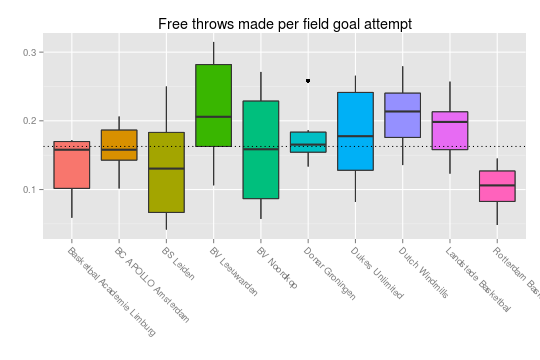 Free throws made per field goal attempt
0.3
0.2
0.1
Basketbal Academie Limburg
BC APOLLO Amsterdam
BS Leiden
BV Leeuwarden
BV Noordkop
Donar Groningen
Dukes Unlimited
Dutch Windmills
Landstede Basketbal
Rotterdam Bas